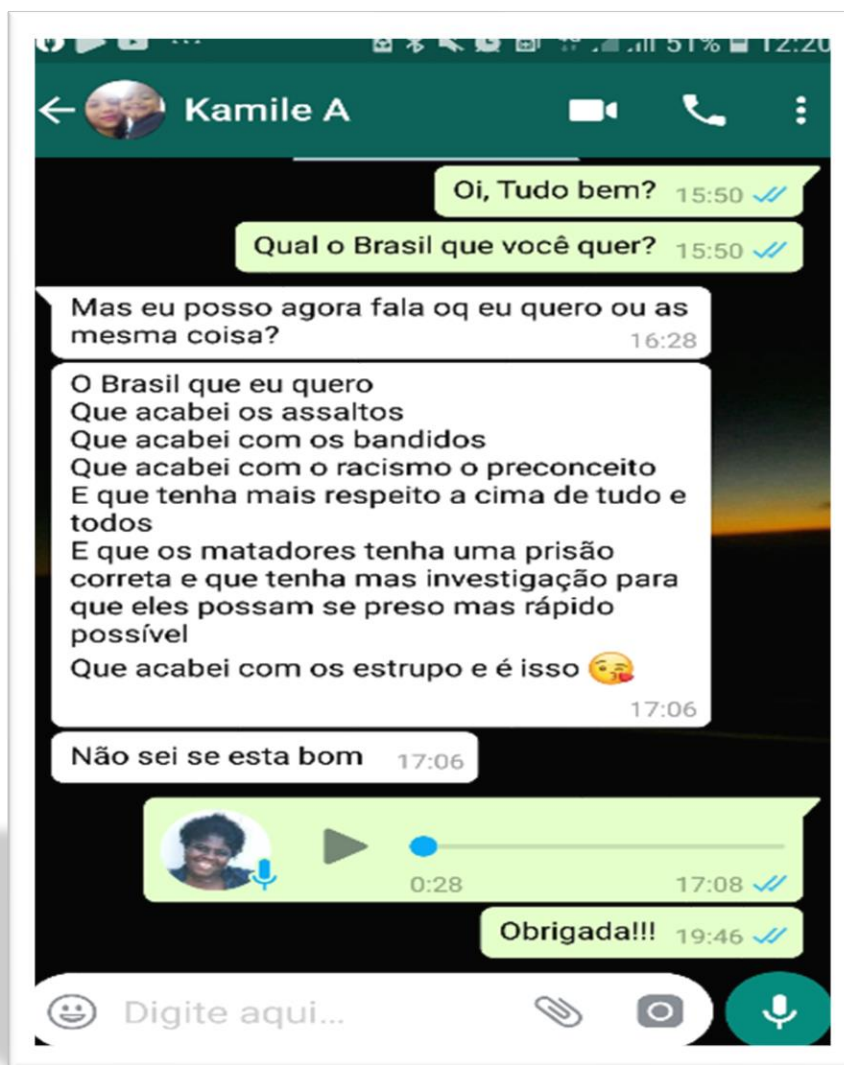 51% 12:20
Kamile A
Oi, Tudo bem? 15:50
Qual o Brasil que você quer? 15:50
Mas eu posso agora fala oq eu quero ou as
mesma coisa? 16:28
O Brasil que eu quero
Que acabei os assaltos
Que acabei com os bandidos
Que acabei com o racismo o preconceito
E que tenha mais respeito a cima de tudo e
todos
E que os matadores tenha uma prisão
correta e que tenha mas investigação para
que eles possam se preso mas rápido
possível
Que acabei com os estrupo e é isso 😘
17:06
Não sei se esta bom 17:06
0:28 17:08
Obrigada!!! 19:46
Digite aqui...